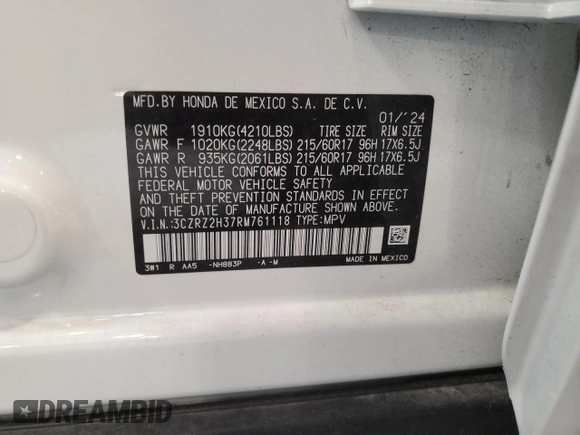 MFD.BY HONDA DE MEXICO S.A. DE C.V.
01/'24
GVWR 1910KG(4210LBS) TIRE SIZE RIM SIZE
GAWR F 1020KG(2248LBS) 215/60R17 96H 17X6.5J
GAWR R 935KG(2061LBS) 215/60R17 96H 17X6.5J
THIS VEHICLE CONFORMS TO ALL APPLICABLE
FEDERAL MOTOR VEHICLE SAFETY
AND THEFT PREVENTION STANDARDS IN EFFECT
ON THE DATE OF MANUFACTURE SHOWN ABOVE.
V.I.N.:3CZRZ2H37RM761118 TYPE:MPV
3W1 R AA5 -NH883P -A -M MADE IN MEXICO
DREAMBID